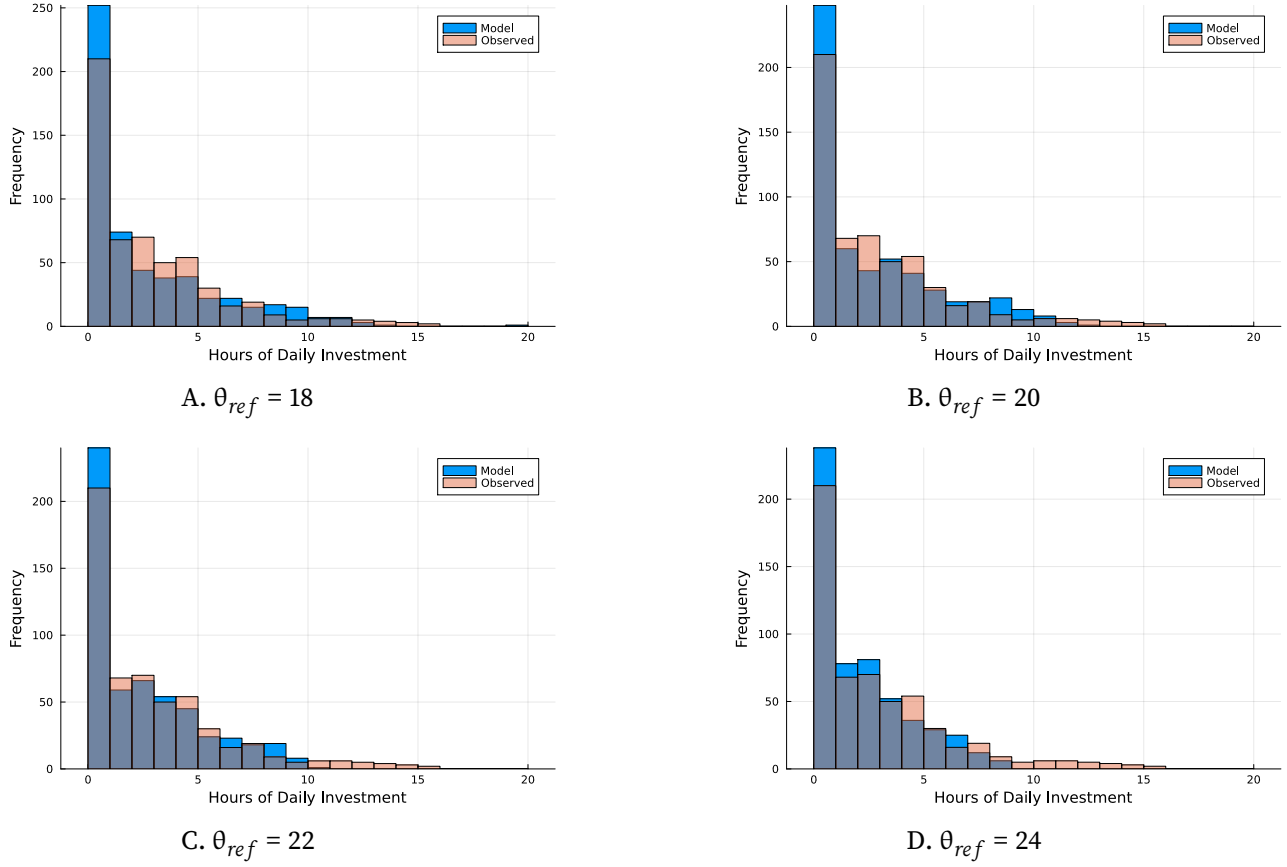 250
200
150
100
50
0
Frequency
Model
Observed
0 5 10 15 20
Hours of Daily Investment
A. θref = 18
200
150
100
50
0
Frequency
Model
Observed
0 5 10 15 20
Hours of Daily Investment
B. θref = 20
200
150
100
50
0
Frequency
Model
Observed
0 5 10 15 20
Hours of Daily Investment
C. θref = 22
200
150
100
50
0
Frequency
Model
Observed
0 5 10 15 20
Hours of Daily Investment
D. θref = 24